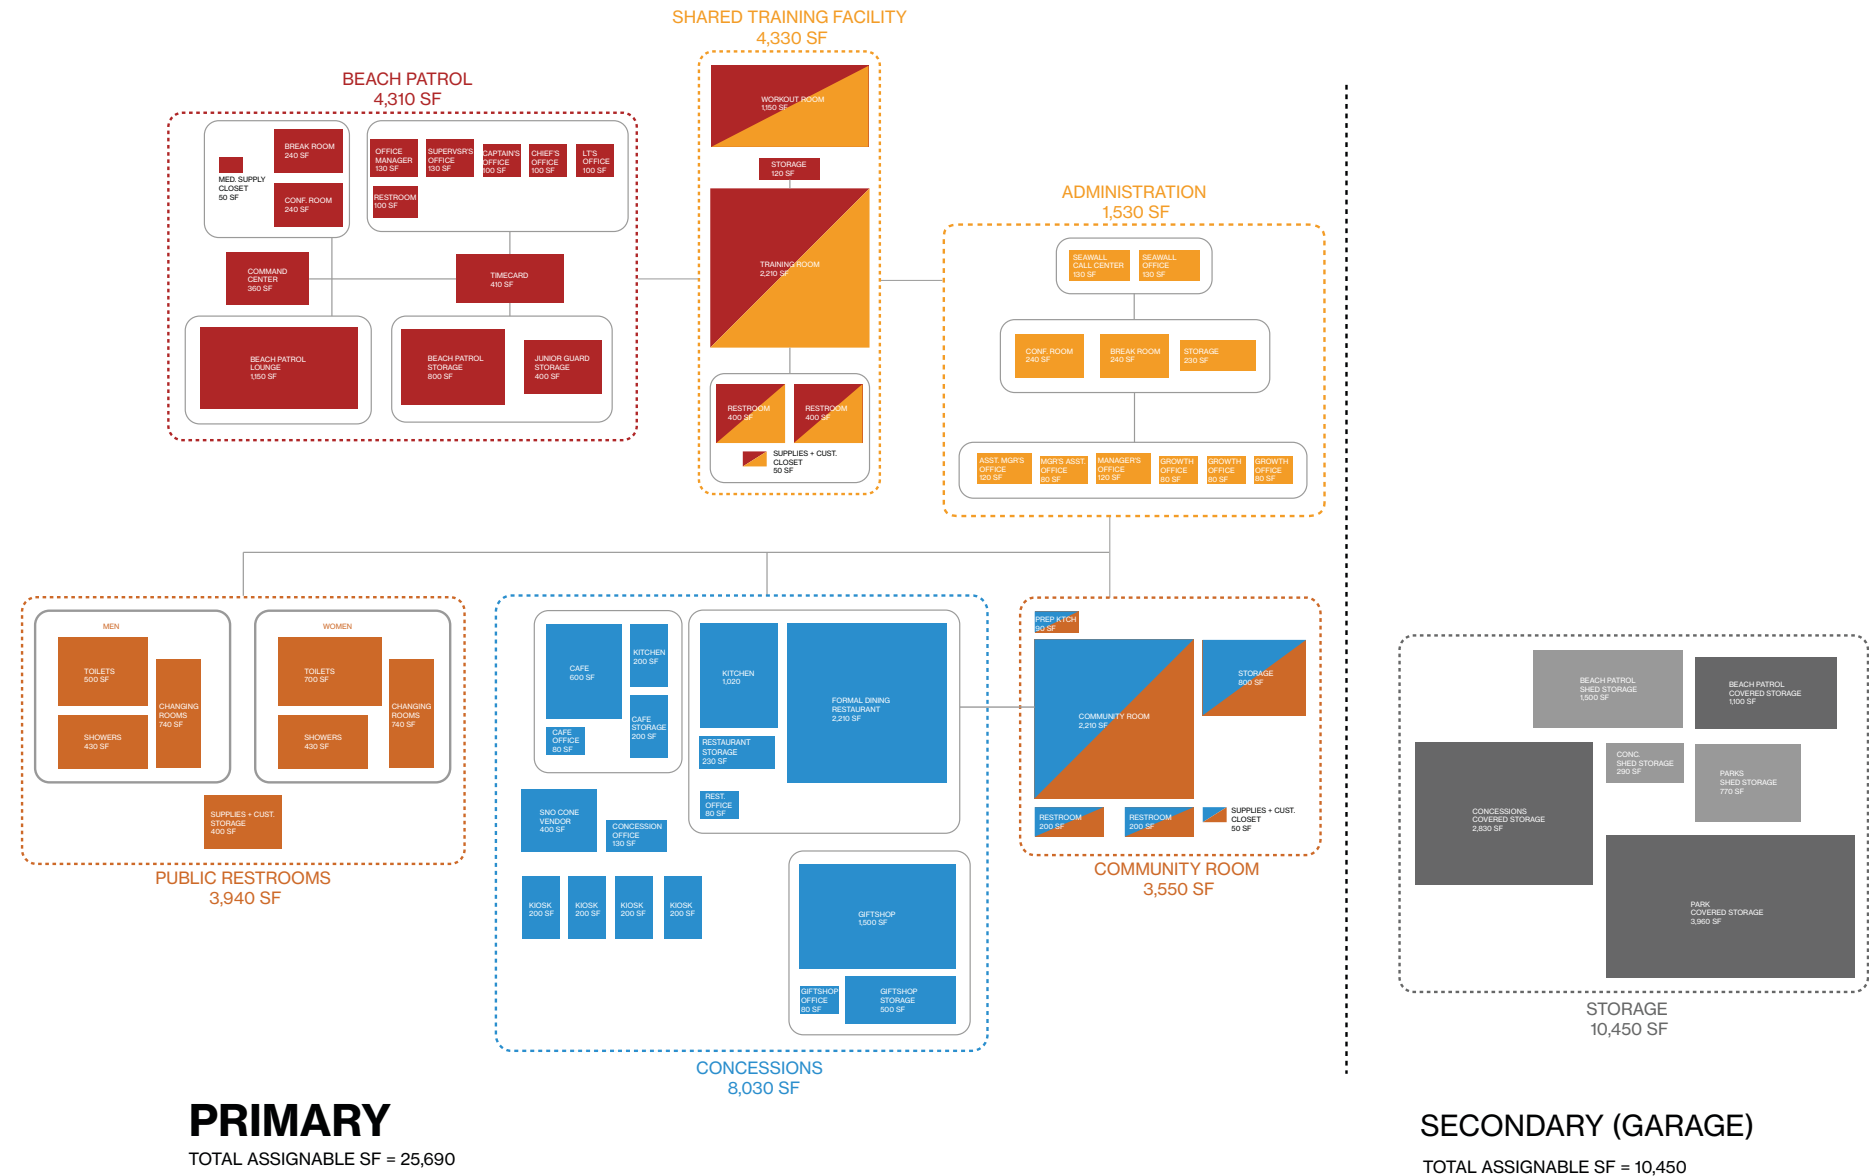 SHARED TRAINING FACILITY
4,330 SF
WORKOUT ROOM
1,150 SF
STORAGE
120 SF
TRAINING ROOM
2,210 SF
RESTROOM
400 SF
RESTROOM
400 SF
SUPPLIES + CUST.
CLOSET
50 SF
BEACH PATROL
4,310 SF
MED. SUPPLY
CLOSET
50 SF
BREAK ROOM
240 SF
CONF. ROOM
240 SF
OFFICE
MANAGER
130 SF
SUPERVSR'S
OFFICE
130 SF
CAPTAIN'S
OFFICE
100 SF
CHIEF'S
OFFICE
100 SF
LT'S
OFFICE
100 SF
RESTROOM
100 SF
COMMAND
CENTER
360 SF
TIMECARD
410 SF
BEACH PATROL
LOUNGE
1,150 SF
BEACH PATROL
STORAGE
800 SF
JUNIOR GUARD
STORAGE
400 SF
ADMINISTRATION
1,530 SF
SEAWALL
CALL CENTER
130 SF
SEAWALL
OFFICE
130 SF
CONF. ROOM
240 SF
BREAK ROOM
240 SF
STORAGE
230 SF
ASST. MGR'S
OFFICE
120 SF
MGR'S ASST.
OFFICE
80 SF
MANAGER'S
OFFICE
120 SF
GROWTH
OFFICE
80 SF
GROWTH
OFFICE
80 SF
GROWTH
OFFICE
80 SF
MEN
TOILETS
500 SF
CHANGING
ROOMS
740 SF
SHOWERS
430 SF
WOMEN
TOILETS
700 SF
CHANGING
ROOMS
740 SF
SHOWERS
430 SF
SUPPLIES + CUST.
STORAGE
400 SF
PUBLIC RESTROOMS
3,940 SF
CAFE
600 SF
KITCHEN
200 SF
CAFE
OFFICE
80 SF
CAFE
STORAGE
200 SF
KITCHEN
1,020
FORMAL DINING
RESTAURANT
2,210 SF
RESTAURANT
STORAGE
230 SF
REST.
OFFICE
80 SF
SNO CONE
VENDOR
400 SF
CONCESSION
OFFICE
130 SF
KIOSK
200 SF
KIOSK
200 SF
KIOSK
200 SF
KIOSK
200 SF
GIFTSHOP
1,500 SF
GIFTSHOP
OFFICE
80 SF
GIFTSHOP
STORAGE
500 SF
CONCESSIONS
8,030 SF
PREP KTCH
90 SF
COMMUNITY ROOM
2,210 SF
STORAGE
800 SF
RESTROOM
200 SF
RESTROOM
200 SF
SUPPLIES + CUST.
CLOSET
50 SF
COMMUNITY ROOM
3,550 SF
BEACH PATROL
SHED STORAGE
1,500 SF
BEACH PATROL
COVERED STORAGE
1,100 SF
CONCESSIONS
COVERED STORAGE
2,830 SF
CONC.
SHED STORAGE
290 SF
PARKS
SHED STORAGE
770 SF
PARK
COVERED STORAGE
3,960 SF
STORAGE
10,450 SF
PRIMARY
TOTAL ASSIGNABLE SF = 25,690
SECONDARY (GARAGE)
TOTAL ASSIGNABLE SF = 10,450